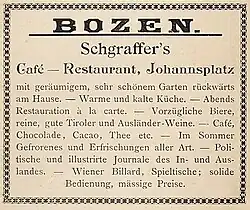 BOZEN.
Schgraffer's
Café — Restaurant, Johannsplatz
mit geräumigem, sehr schönem Garten rückwärts
am Hause. — Warme und kalte Küche. — Abends
Restauration à la carte. — Vorzügliche Biere,
reine, gute Tiroler und Ausländer-Weine. — Café,
Chocolade, Cacao, Thee etc. — Im Sommer
Gefrorenes und Erfrischungen aller Art. — Poli-
tische und illustrirte Journale des In- und Aus-
landes. — Wiener Billard, Spieltische; solide
Bedienung, mässige Preise.